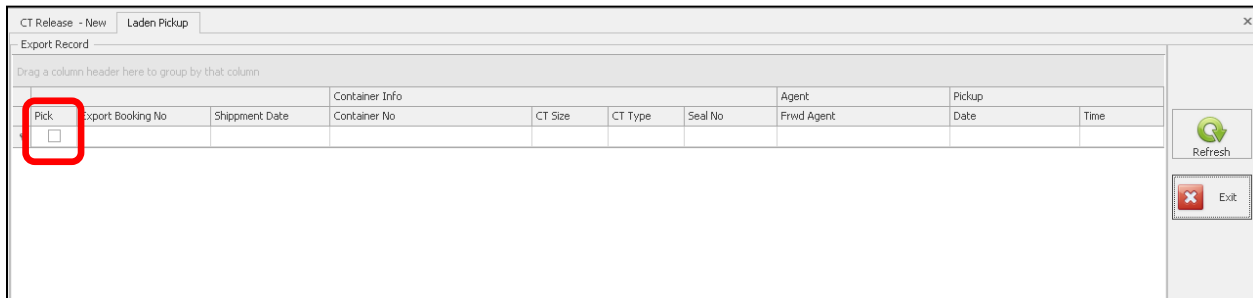 CT Release - New Laden Pickup
Export Record
Drag a column header here to group by that column
Container Info Agent Pickup
Pick Export Booking No Shippment Date Container No CT Size CT Type Seal No Frwd Agent Date Time
Refresh
Exit